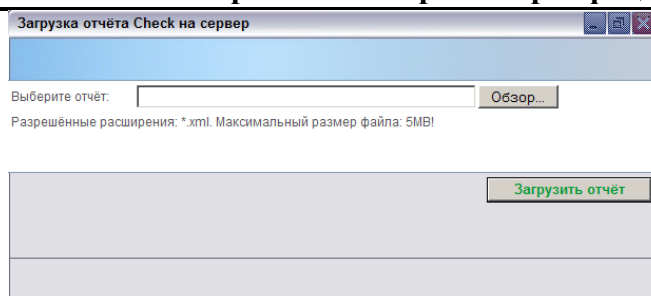 Загрузка отчёта Check на сервер
Выберите отчёт:
Обзор...
Разрешённые расширения: *.xml. Максимальный размер файла: 5MB!
Загрузить отчёт